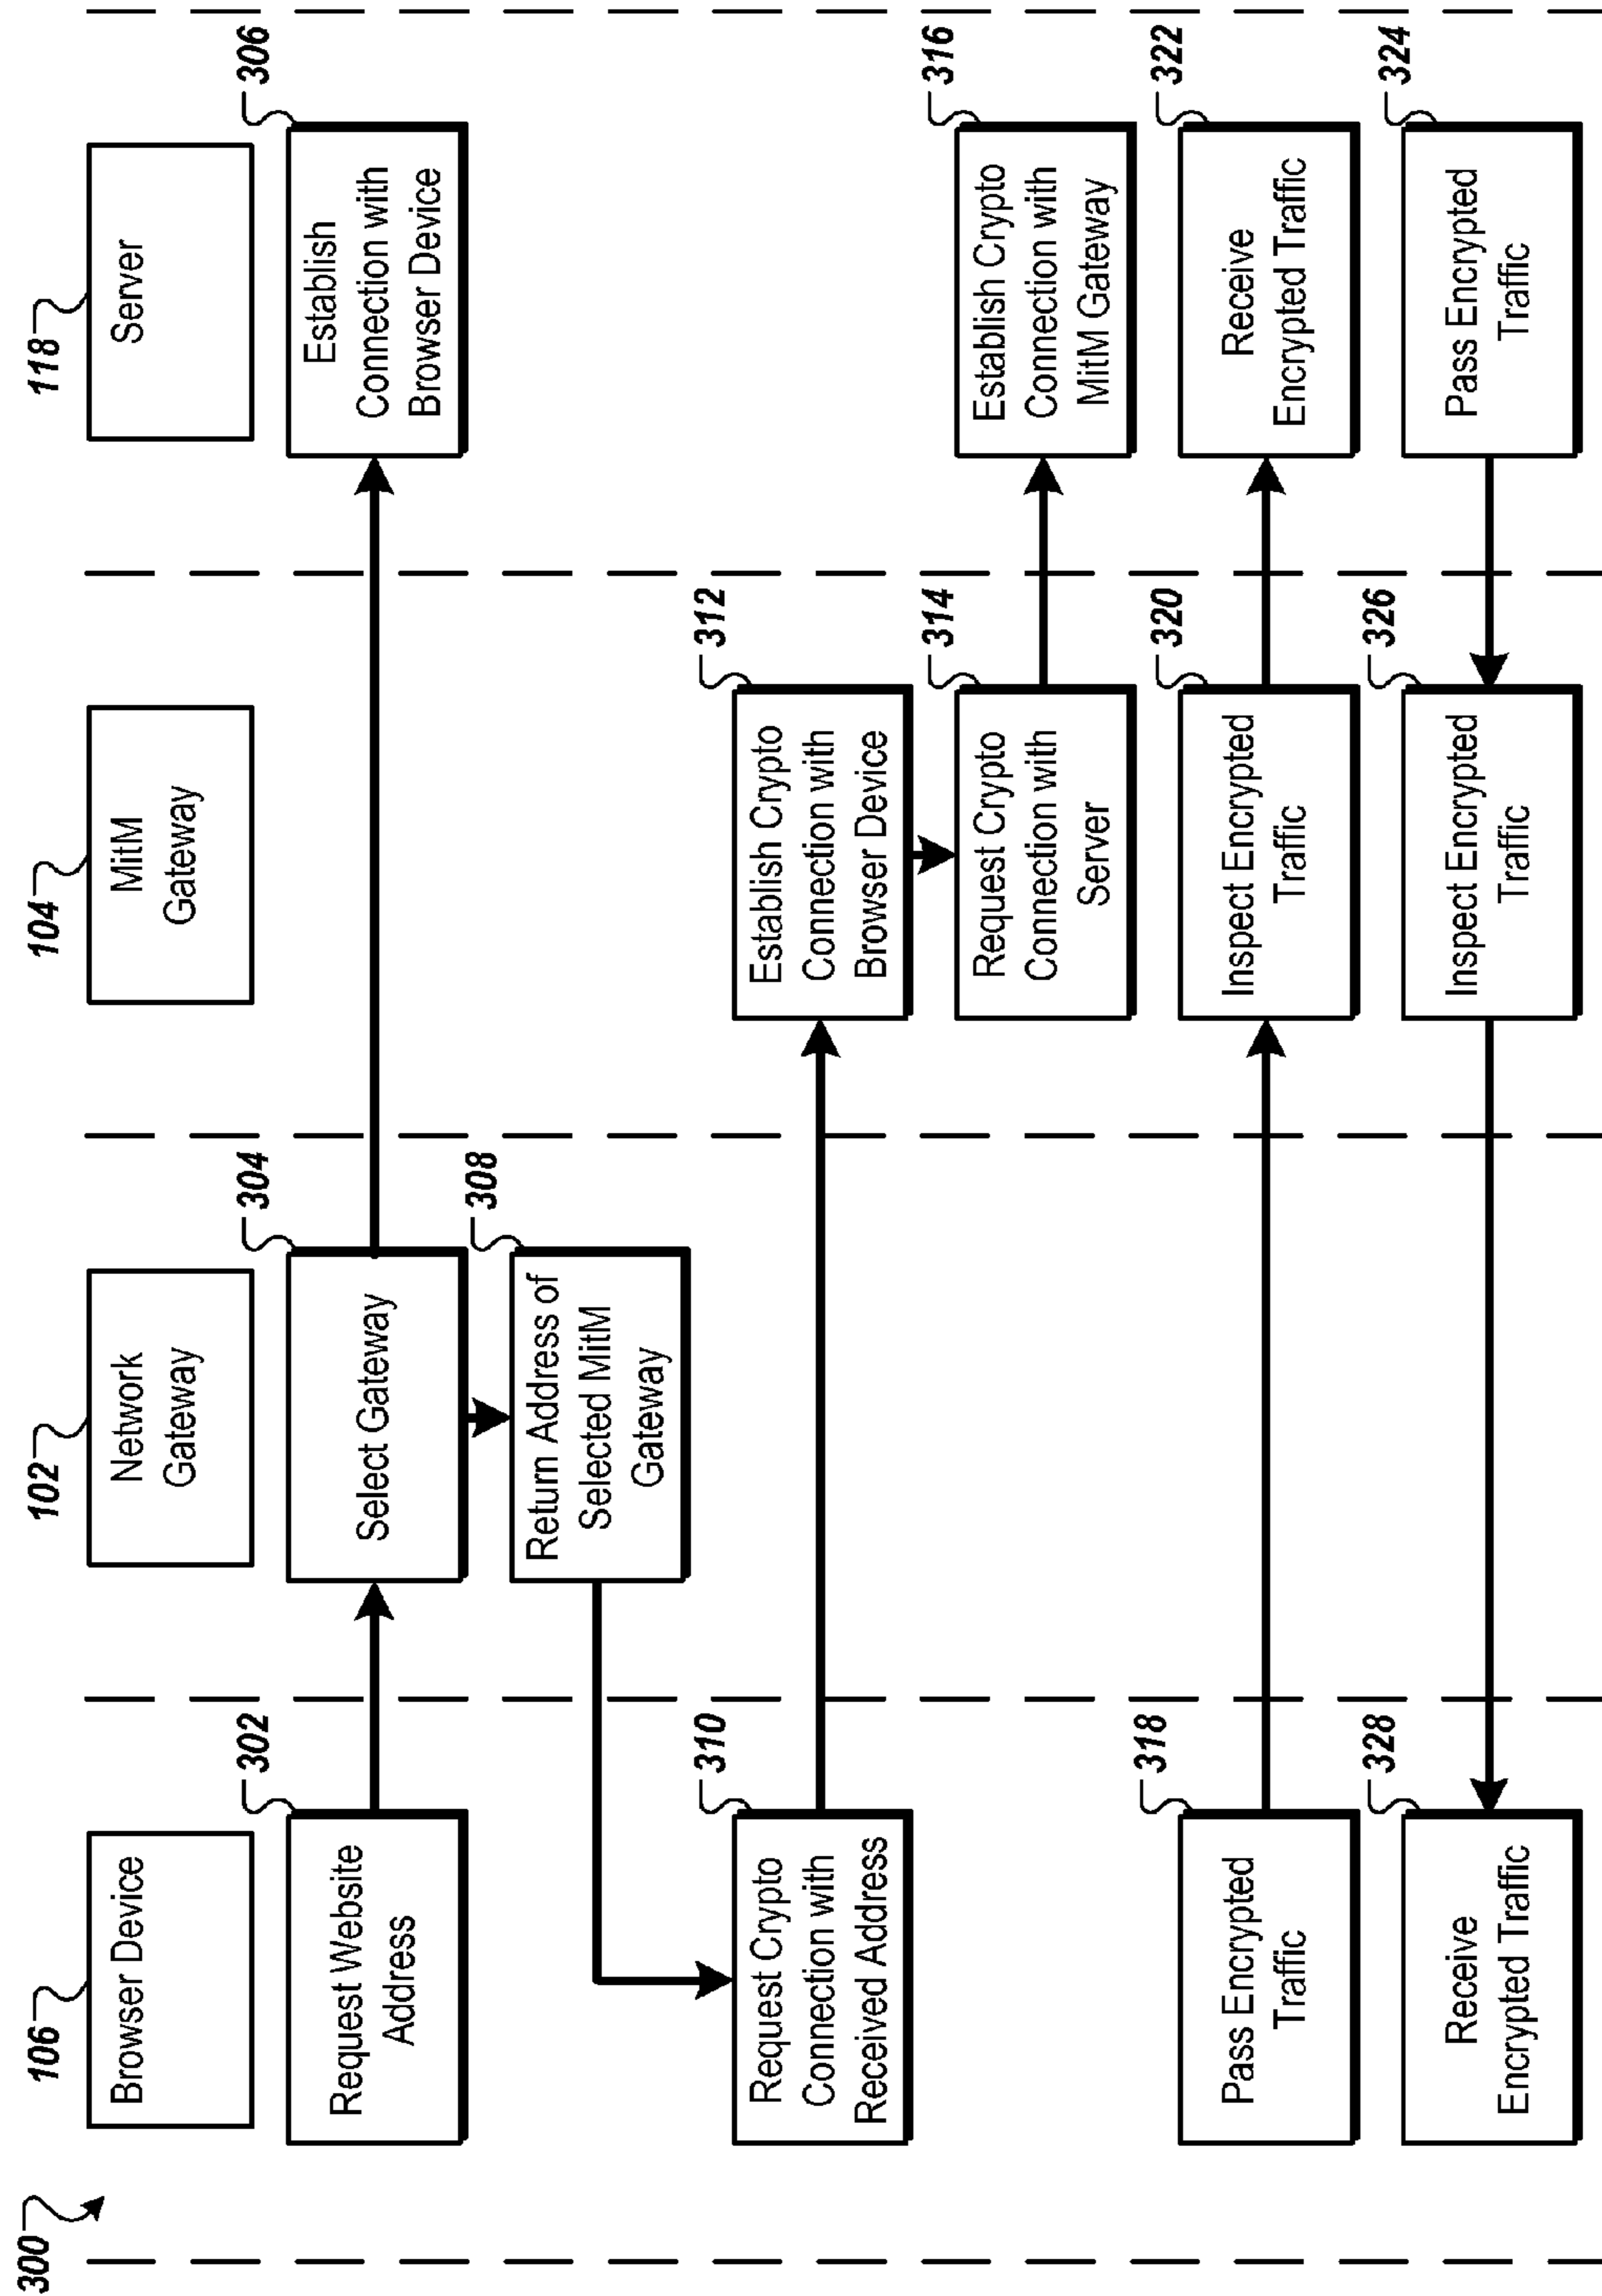 300
106
Browser Device
102
Network
Gateway
104
MitM
Gateway
118
Server
302
Request Website
Address
304
Select Gateway
306
Establish
Connection with
Browser Device
308
Return Address of
Selected MitM
Gateway
310
Request Crypto
Connection with
Received Address
312
Establish Crypto
Connection with
Browser Device
314
Request Crypto
Connection with
Server
316
Establish Crypto
Connection with
MitM Gateway
318
Pass Encrypted
Traffic
320
Inspect Encrypted
Traffic
322
Receive
Encrypted Traffic
324
Pass Encrypted
Traffic
326
Inspect Encrypted
Traffic
328
Receive
Encrypted Traffic